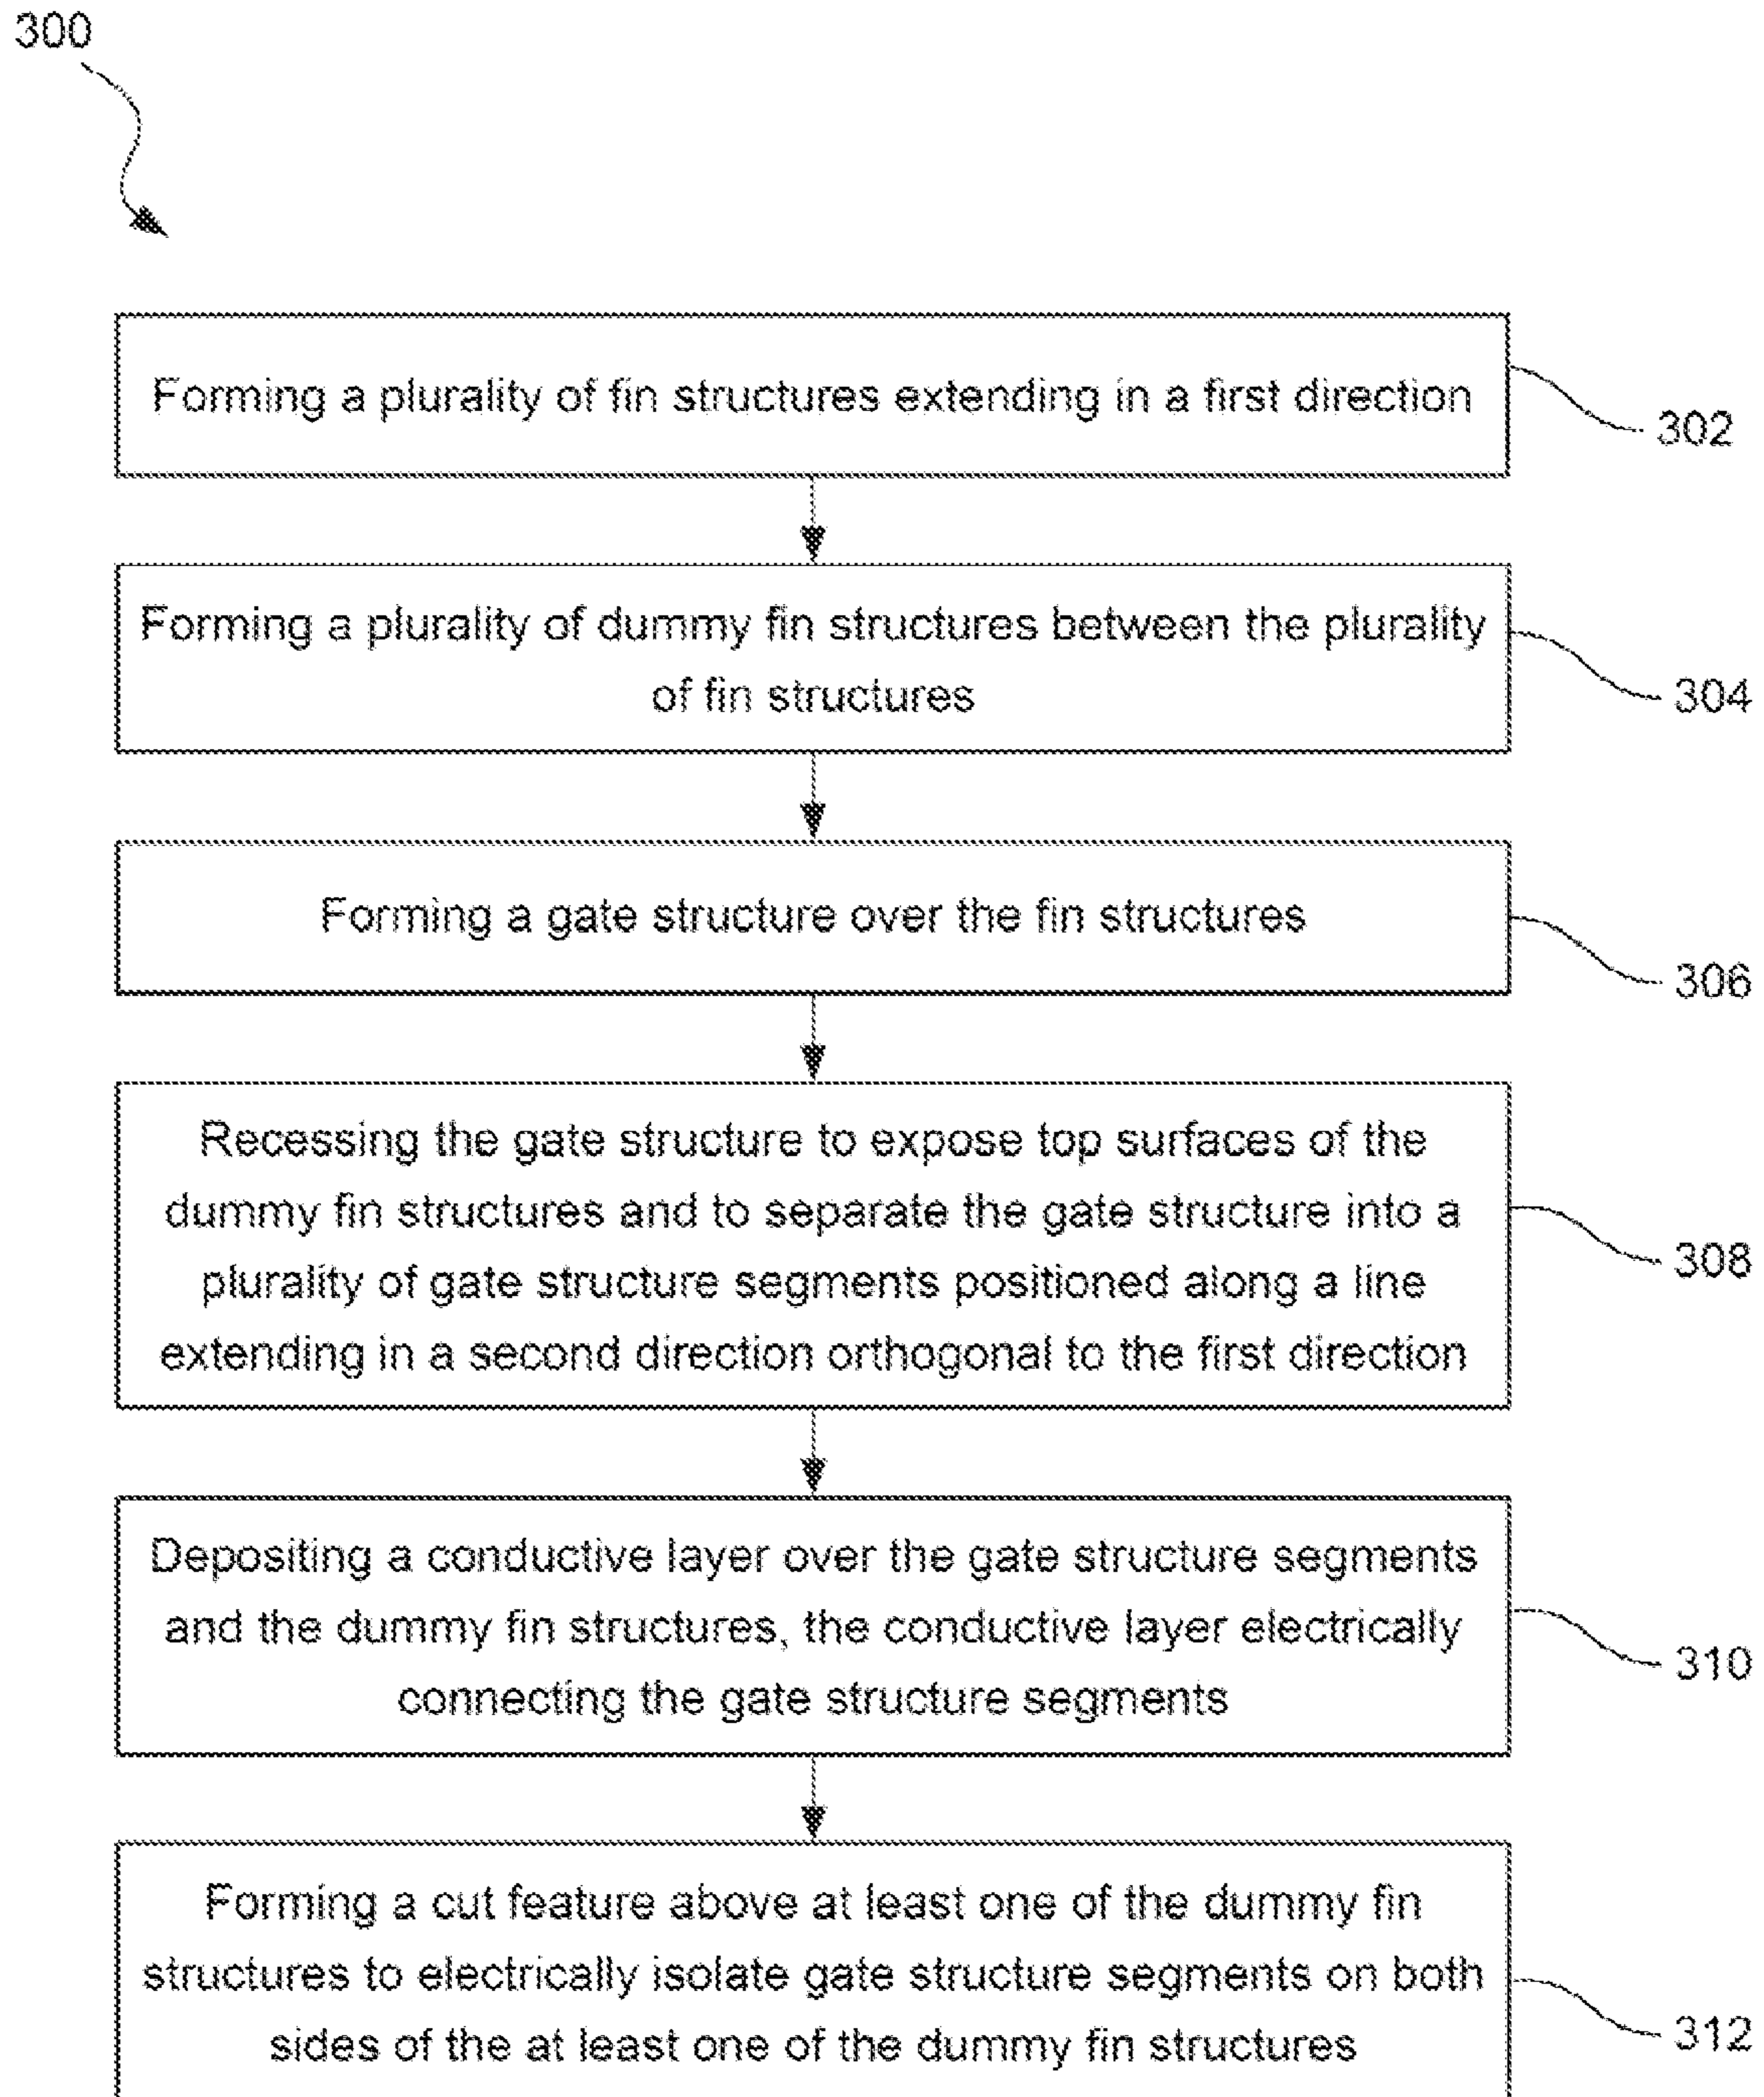 300
Forming a plurality of fin structures extending in a first direction
302
Forming a plurality of dummy fin structures between the plurality
of fin structures
304
Forming a gate structure over the fin structures
306
Recessing the gate structure to expose top surfaces of the
dummy fin structures and to separate the gate structure into a
plurality of gate structure segments positioned along a line
extending in a second direction orthogonal to the first direction
308
Depositing a conductive layer over the gate structure segments
and the dummy fin structures, the conductive layer electrically
connecting the gate structure segments
310
Forming a cut feature above at least one of the dummy fin
structures to electrically isolate gate structure segments on both
sides of the at least one of the dummy fin structures
312